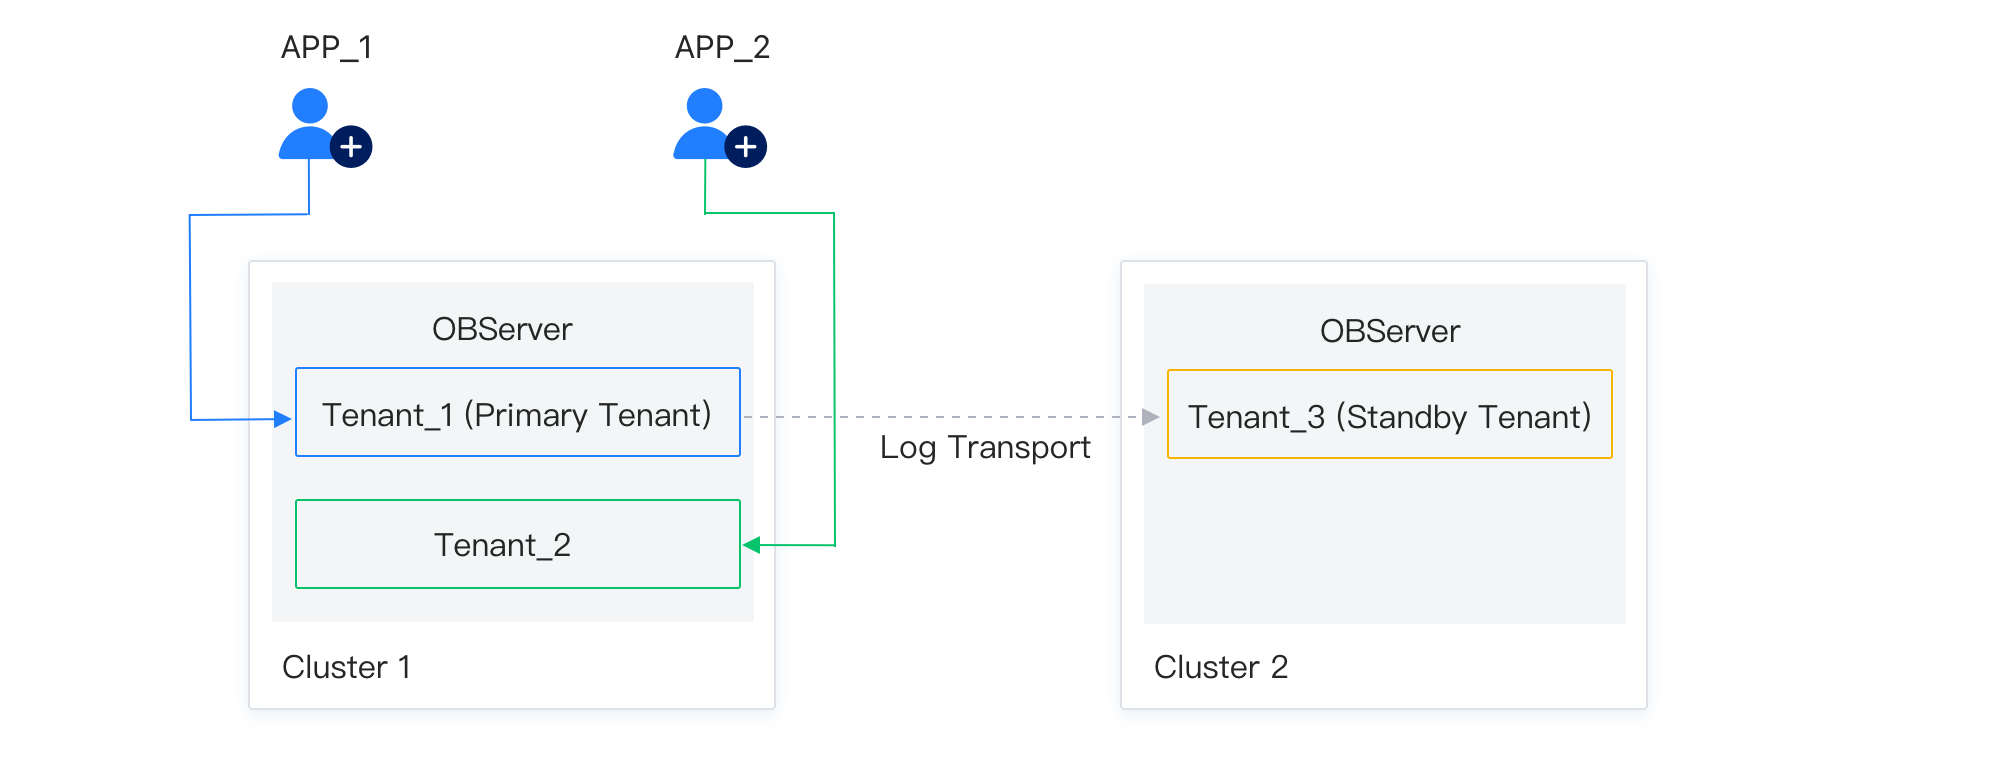 APP_1
APP_2
OBServer
Tenant_1 (Primary Tenant)
Tenant_2
Cluster 1
Log Transport
OBServer
Tenant_3 (Standby Tenant)
Cluster 2